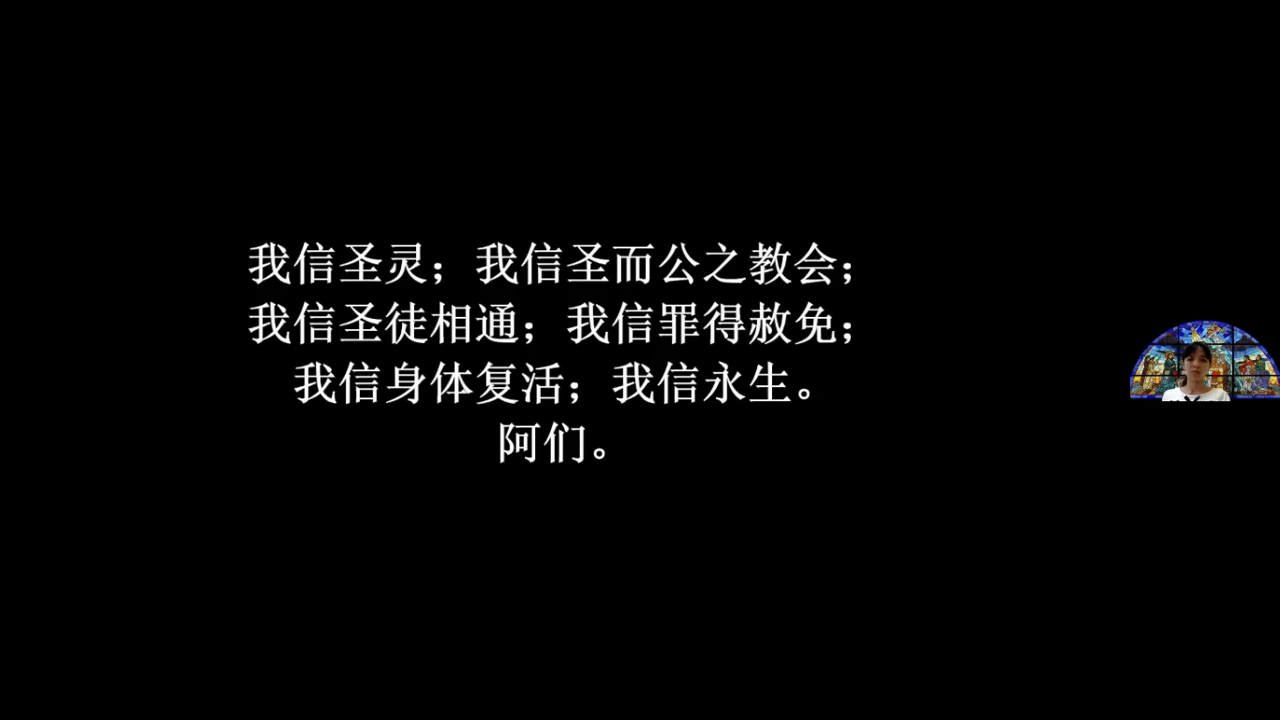 我信圣灵；我信圣而公之教会；
我信圣徒相通；我信罪得赦免；
我信身体复活；我信永生。
阿们。